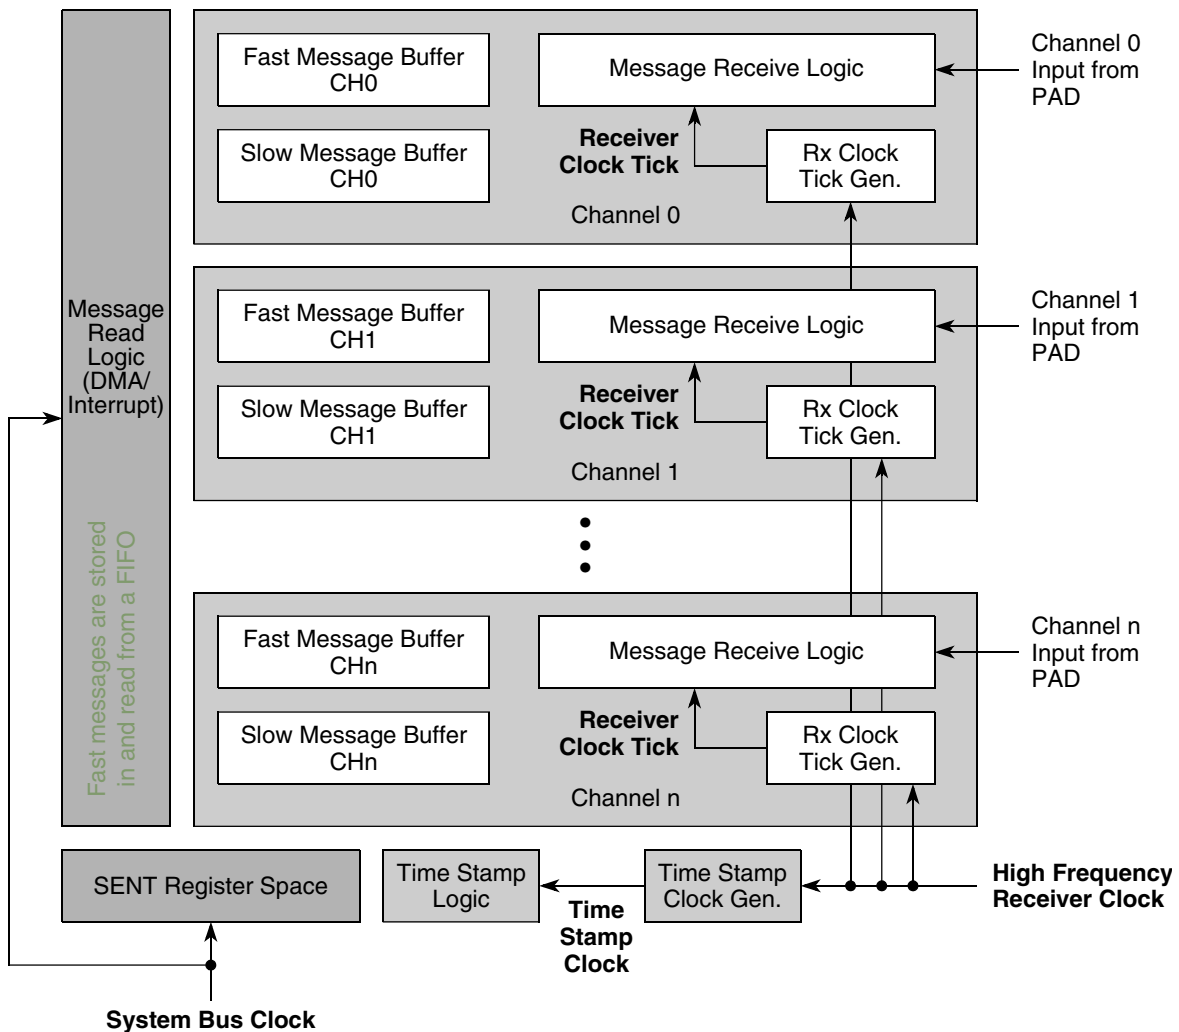 Fast Message Buffer
CH0
Message Receive Logic
Channel 0
Input from
PAD
Slow Message Buffer
CH0
Receiver
Clock Tick
Rx Clock
Tick Gen.
Channel 0
Message
Read
Logic
(DMA/
Interrupt)
Fast messages are stored
in and read from a FIFO
Fast Message Buffer
CH1
Message Receive Logic
Channel 1
Input from
PAD
Slow Message Buffer
CH1
Receiver
Clock Tick
Rx Clock
Tick Gen.
Channel 1
Fast Message Buffer
CHn
Message Receive Logic
Channel n
Input from
PAD
Slow Message Buffer
CHn
Receiver
Clock Tick
Rx Clock
Tick Gen.
Channel n
SENT Register Space
Time Stamp
Logic
Time
Stamp
Clock
Time Stamp
Clock Gen.
High Frequency
Receiver Clock
System Bus Clock